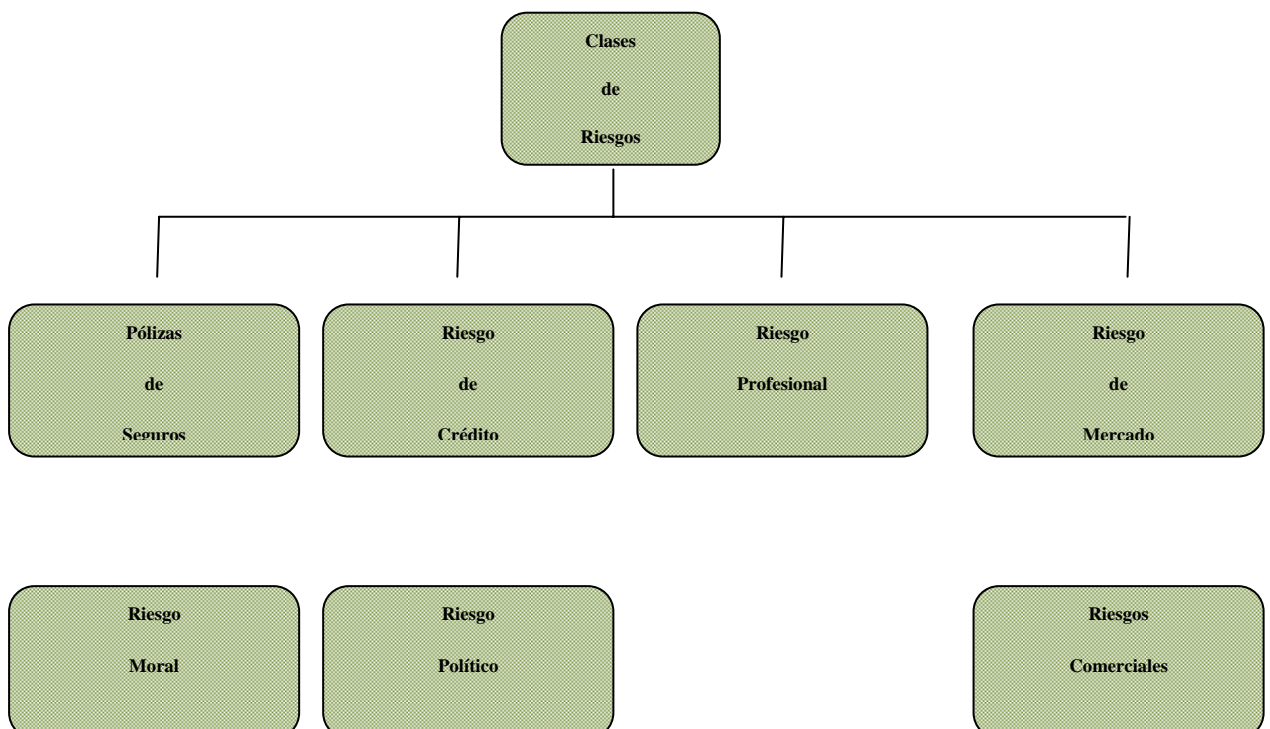 Clases
de
Riesgos
Pólizas
de
Seguros
Riesgo
de
Crédito
Riesgo
Profesional
Riesgo
de
Mercado
Riesgo
Moral
Riesgo
Político
Riesgos
Comerciales